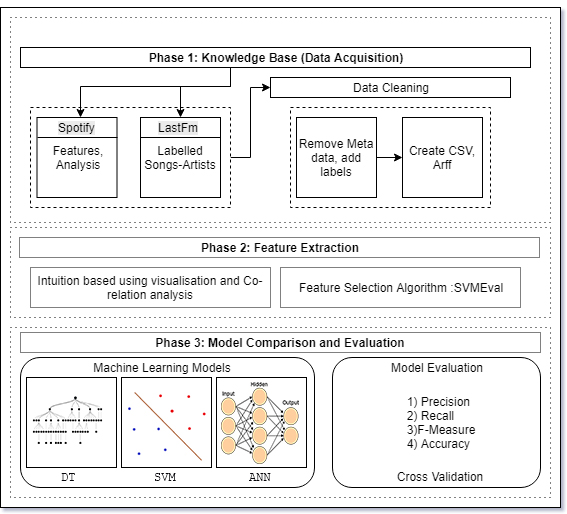 Phase 1: Knowledge Base (Data Acquisition)
Data Cleaning
Spotify
Features,
Analysis
LastFm
Labelled
Songs-Artists
Remove Meta
data, add
labels
Create CSV,
Arff
Phase 2: Feature Extraction
Intuition based using visualisation and Co-
relation analysis
Feature Selection Algorithm :SVMEval
Phase 3: Model Comparison and Evaluation
Machine Learning Models
Input
Hidden
Output
DT
SVM
ANN
Model Evaluation
1) Precision
2) Recall
3)F-Measure
4) Accuracy
Cross Validation